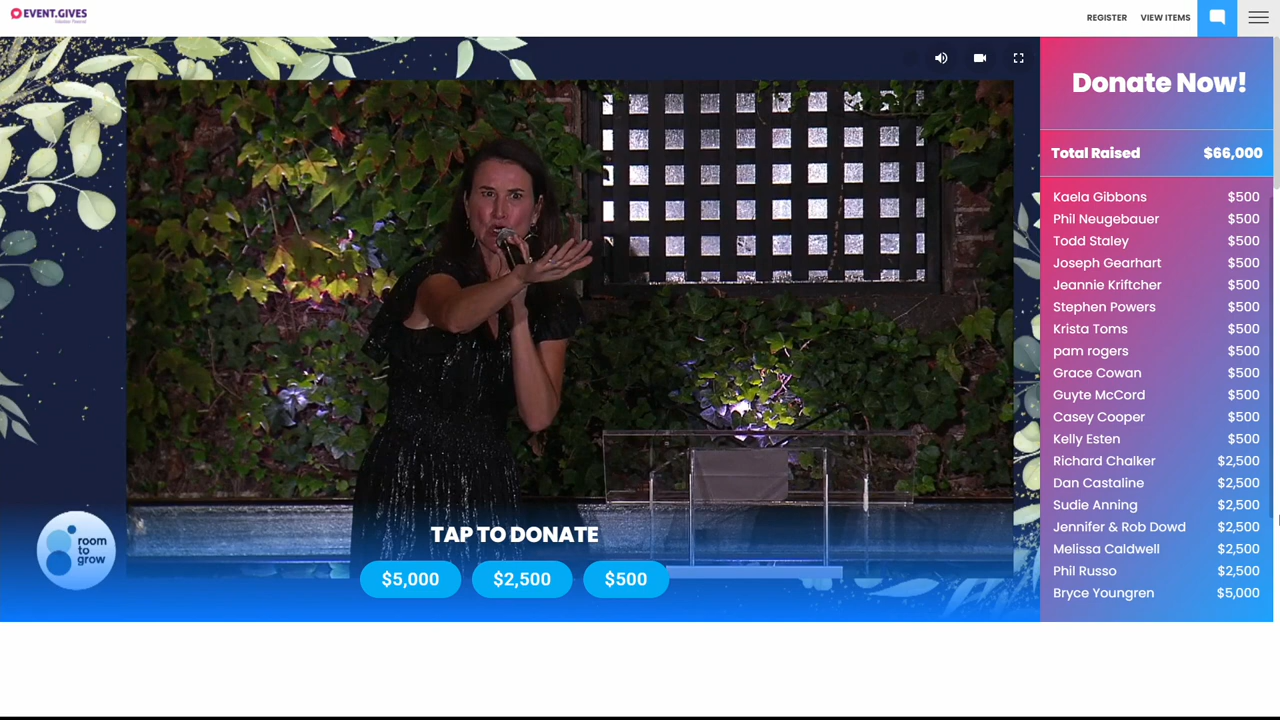 EVENT.GIVES
REGISTER
VIEW ITEMS
Donate Now!
Total Raised $66,000
Kaela Gibbons $500
Phil Neugebauer $500
Todd Staley $500
Joseph Gearhart $500
Jeannie Kriftcher $500
Stephen Powers $500
Krista Toms $500
pam rogers $500
Grace Cowan $500
Guyte McCord $500
Casey Cooper $500
Kelly Esten $500
Richard Chalker $2,500
Dan Castaline $2,500
Sudie Anning $2,500
Jennifer & Rob Dowd $2,500
Melissa Caldwell $2,500
Phil Russo $2,500
Bryce Youngren $5,000
room
to
grow
TAP TO DONATE
$5,000 $2,500 $500